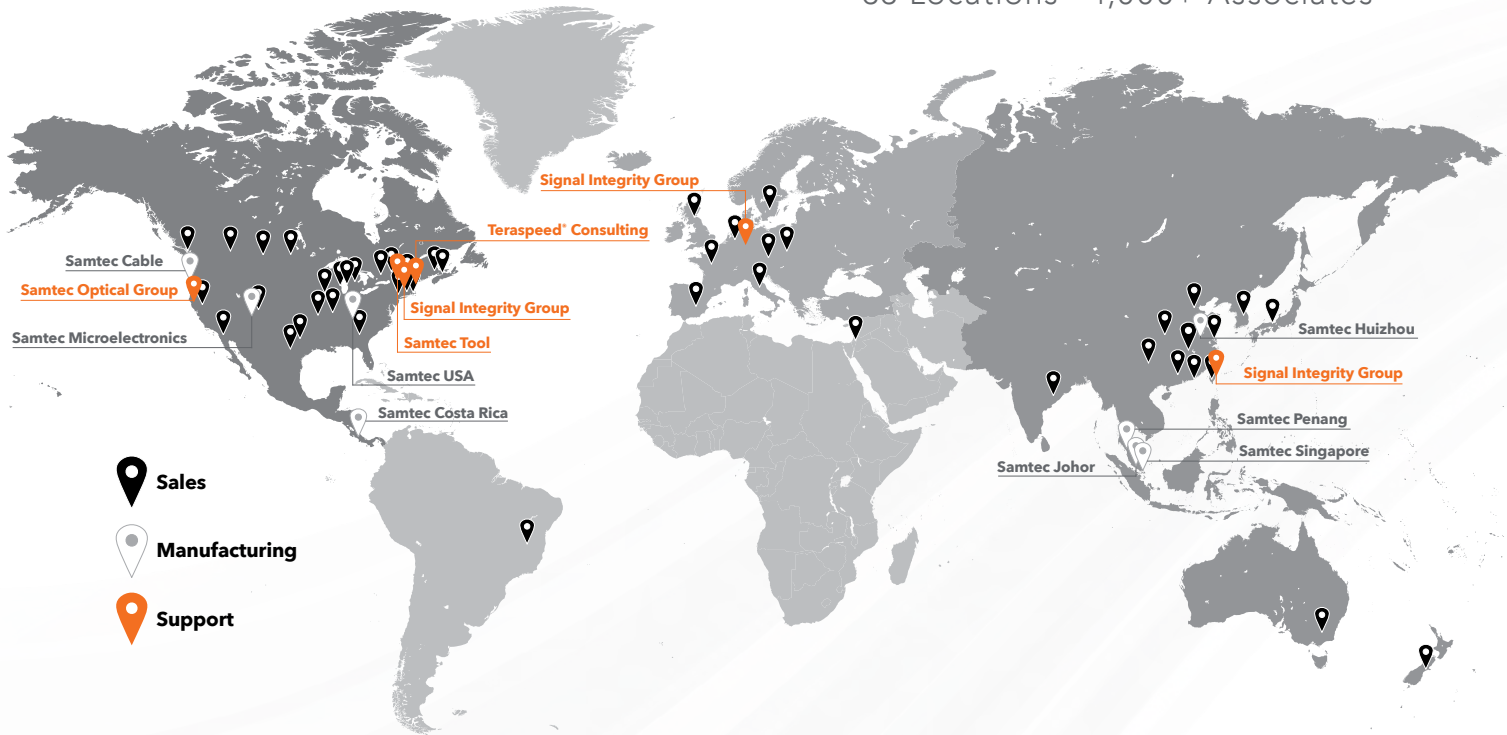 Associates
Signal Integrity Group
Teraspeed® Consulting
Samtec Cable
Samtec Optical Group
Signal Integrity Group
Samtec Microelectronics
Samtec Tool
Samtec USA
Samtec Costa Rica
Samtec Huizhou
Signal Integrity Group
Samtec Penang
Samtec Singapore
Samtec Johor
Sales
Manufacturing
Support